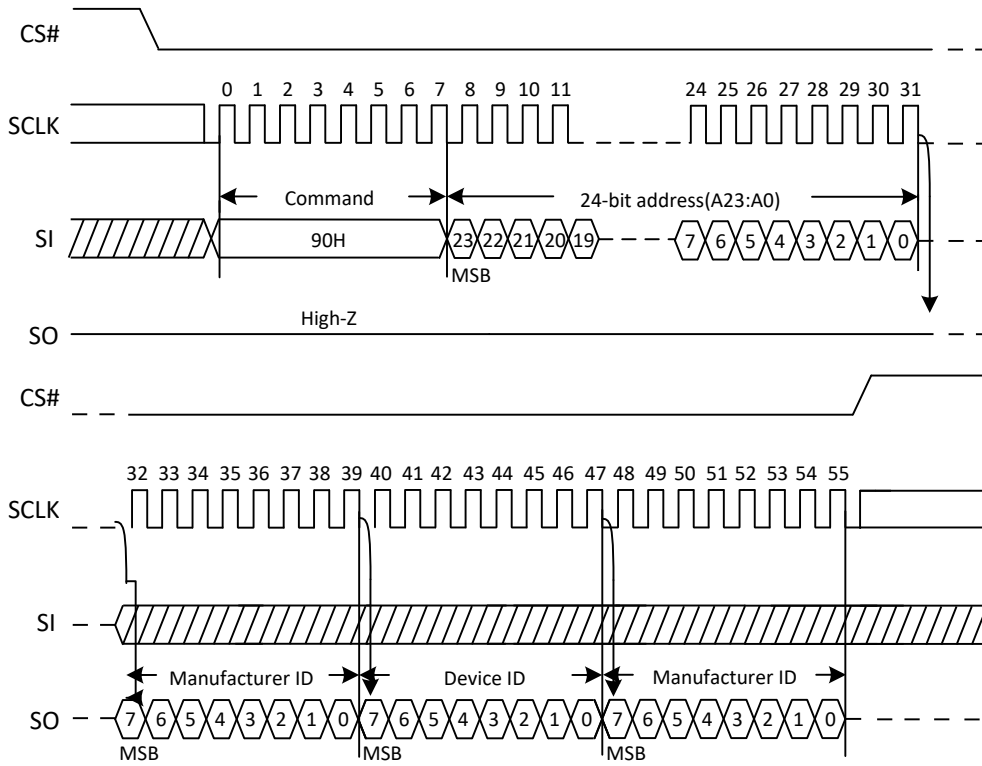 CS#
0 1 2 3 4 5 6 7 8 9 10 11 24 25 26 27 28 29 30 31
SCLK
Command 24-bit address(A23:A0)
SI 90H 23 22 21 20 19 7 6 5 4 3 2 1 0
MSB
High-Z
SO
CS#
32 33 34 35 36 37 38 39 40 41 42 43 44 45 46 47 48 49 50 51 52 53 54 55
SCLK
SI
Manufacturer ID Device ID Manufacturer ID
SO 7 6 5 4 3 2 1 0 7 6 5 4 3 2 1 0 7 6 5 4 3 2 1 0
MSB MSB MSB